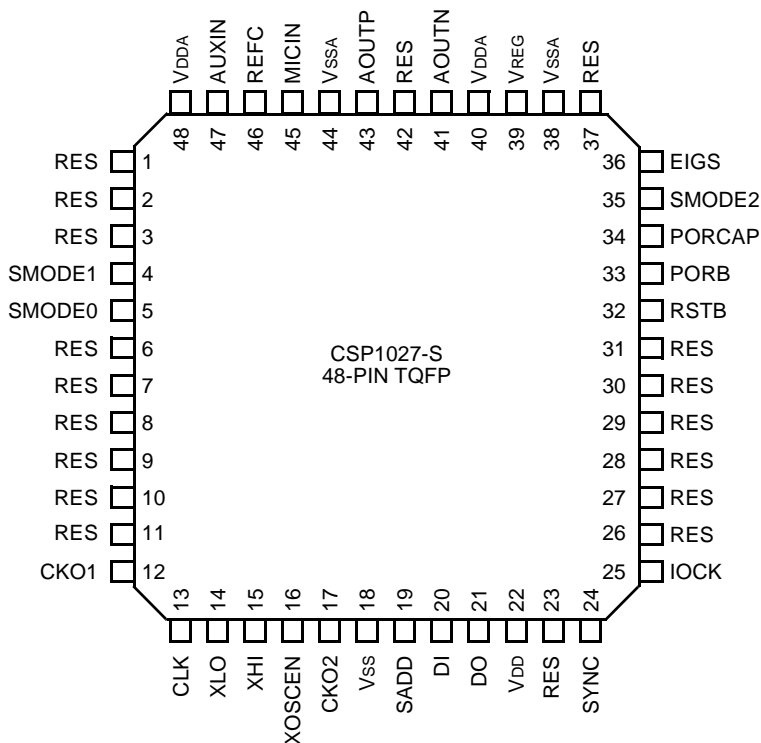 VDDA
AUXIN
REFC
MICIN
VSSA
AOUTP
RES
AOUTN
VDDA
VREG
VSSA
RES
48
47
46
45
44
43
42
41
40
39
38
37
RES 1
RES 2
RES 3
SMODE1 4
SMODE0 5
RES 6
RES 7
RES 8
RES 9
RES 10
RES 11
CKO1 12
36 EIGS
35 SMODE2
34 PORCAP
33 PORB
32 RSTB
31 RES
30 RES
29 RES
28 RES
27 RES
26 RES
25 IOCK
CSP1027-S
48-PIN TQFP
13
14
15
16
17
18
19
20
21
22
23
24
CLK
XLO
XHI
XOSCEN
CKO2
VSS
SADD
DI
DO
VDD
RES
SYNC